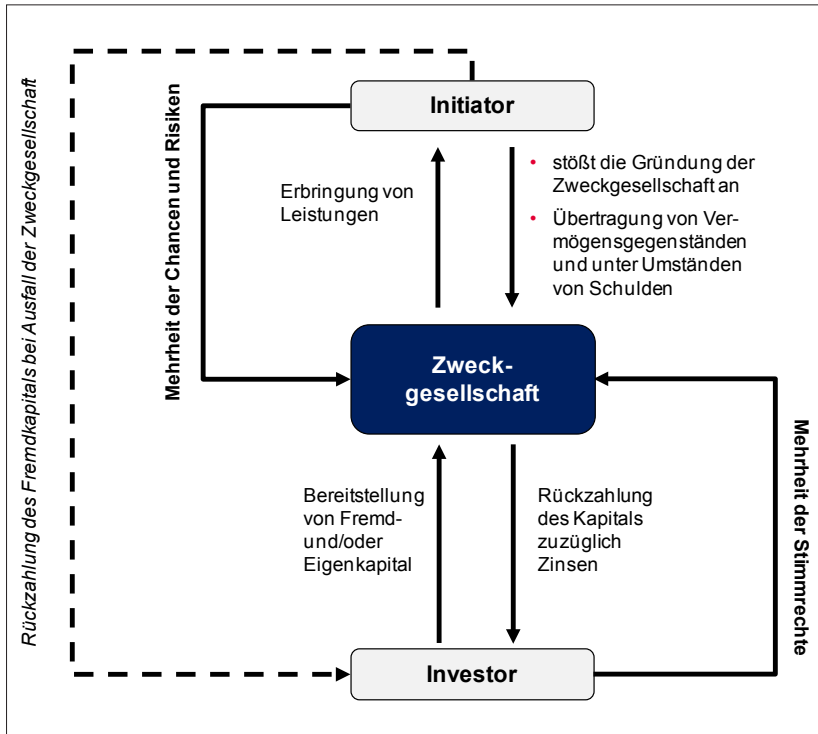 Initiator
Rückzahlung des Fremdkapitals bei Ausfall der Zweckgesellschaft
Mehrheit der Chancen und Risiken
Erbringung von
Leistungen
• stößt die Gründung der
Zweckgesellschaft an
• Übertragung von Ver-
mögensgegenständen
und unter Umständen
von Schulden
Zweck-
gesellschaft
Bereitstellung
von Fremd-
und/oder
Eigenkapital
Rückzahlung
des Kapitals
zuzüglich
Zinsen
Mehrheit der Stimmrechte
Investor